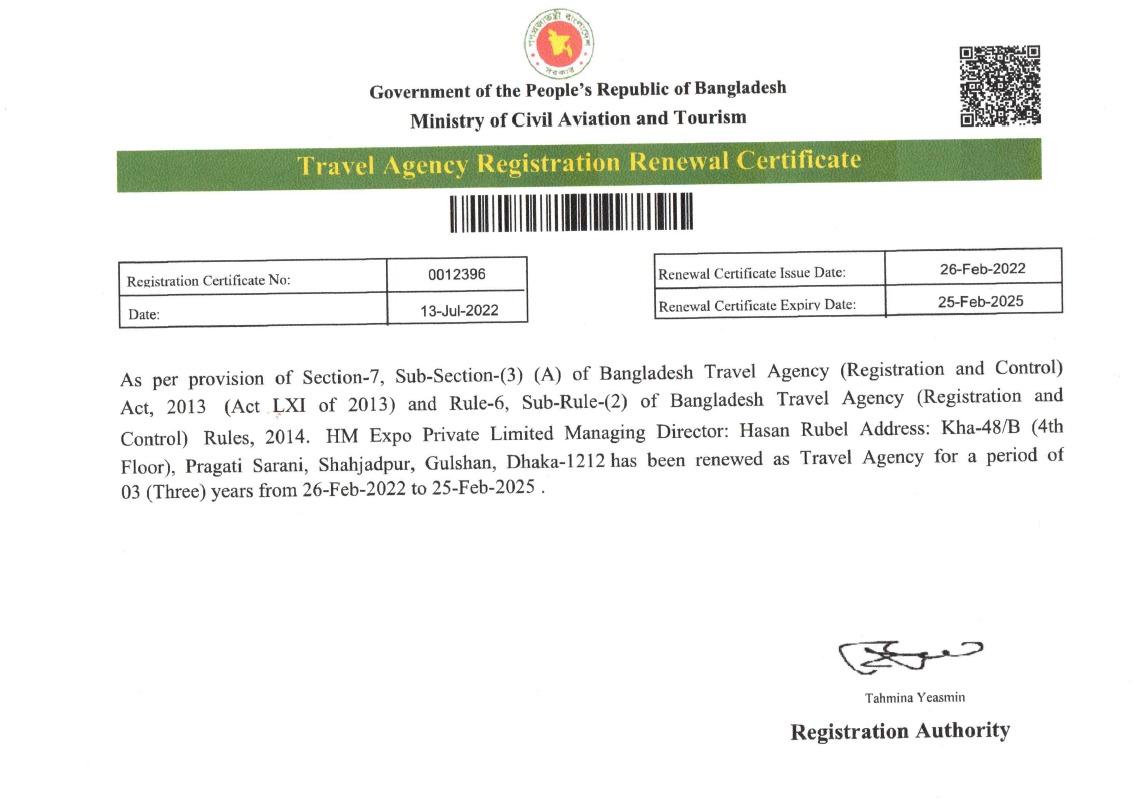 গণপ্রজাতন্ত্রী বাংলাদেশ
সরকার
Government of the People's Republic of Bangladesh
Ministry of Civil Aviation and Tourism
Travel Agency Registration Renewal Certificate
Registration Certificate No: 0012396
Date: 13-Jul-2022
Renewal Certificate Issue Date: 26-Feb-2022
Renewal Certificate Expiry Date: 25-Feb-2025
As per provision of Section-7, Sub-Section-(3) (A) of Bangladesh Travel Agency (Registration and Control)
Act, 2013 (Act LXI of 2013) and Rule-6, Sub-Rule-(2) of Bangladesh Travel Agency (Registration and
Control) Rules, 2014. HM Expo Private Limited Managing Director: Hasan Rubel Address: Kha-48/B (4th
Floor), Pragati Sarani, Shahjadpur, Gulshan, Dhaka-1212 has been renewed as Travel Agency for a period of
03 (Three) years from 26-Feb-2022 to 25-Feb-2025 .
Tahmina Yeasmin
Registration Authority